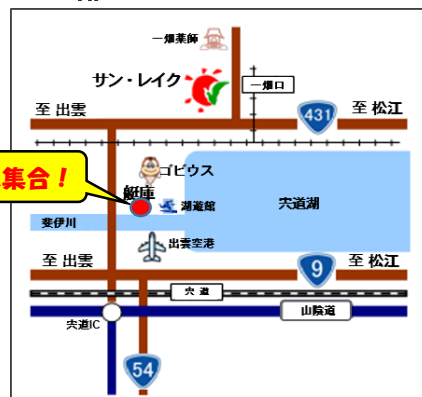 一畑薬師
サン・レイク
一畑口
至 出雲
431
至 松江
ゴビウス
集合！
艇庫
湖遊館
宍道湖
斐伊川
出雲空港
至 出雲
9
至 松江
宍 道
山陰道
宍道IC
54